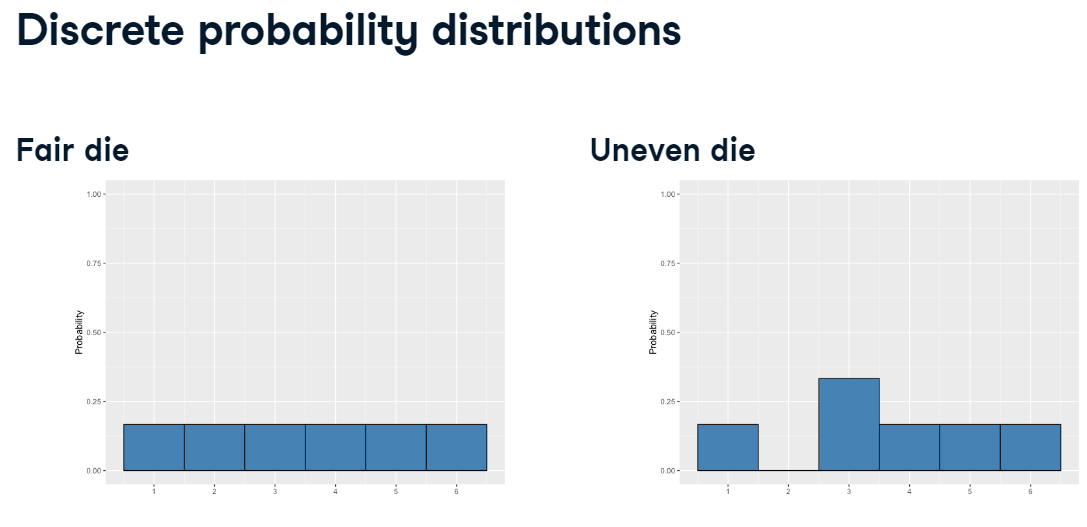 Discrete probability distributions
Fair die
Uneven die
1.00
0.75
0.50
0.25
0.00
Probability
1 2 3 4 5 6
1.00
0.75
0.50
0.25
0.00
Probability
1 2 3 4 5 6